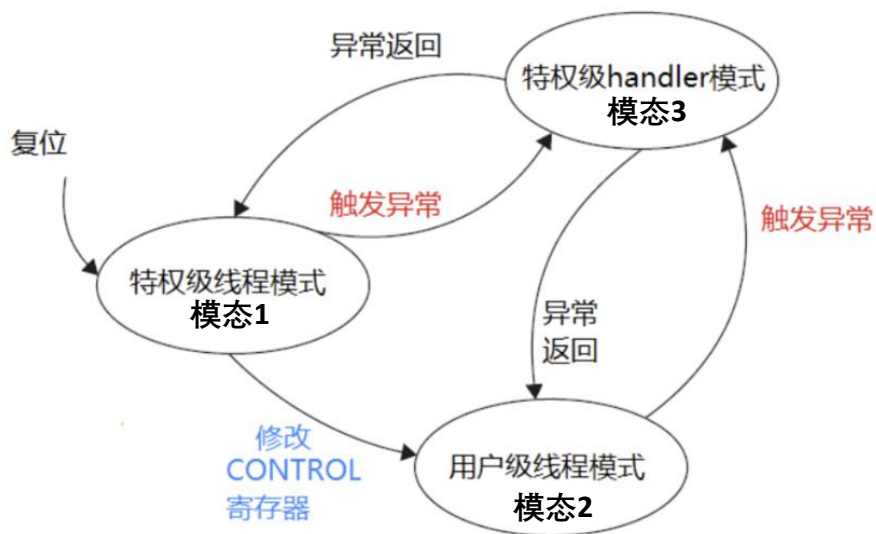 异常返回
特权级handler模式
模态3
复位
触发异常
触发异常
特权级线程模式
模态1
异常
返回
修改
CONTROL
寄存器
用户级线程模式
模态2